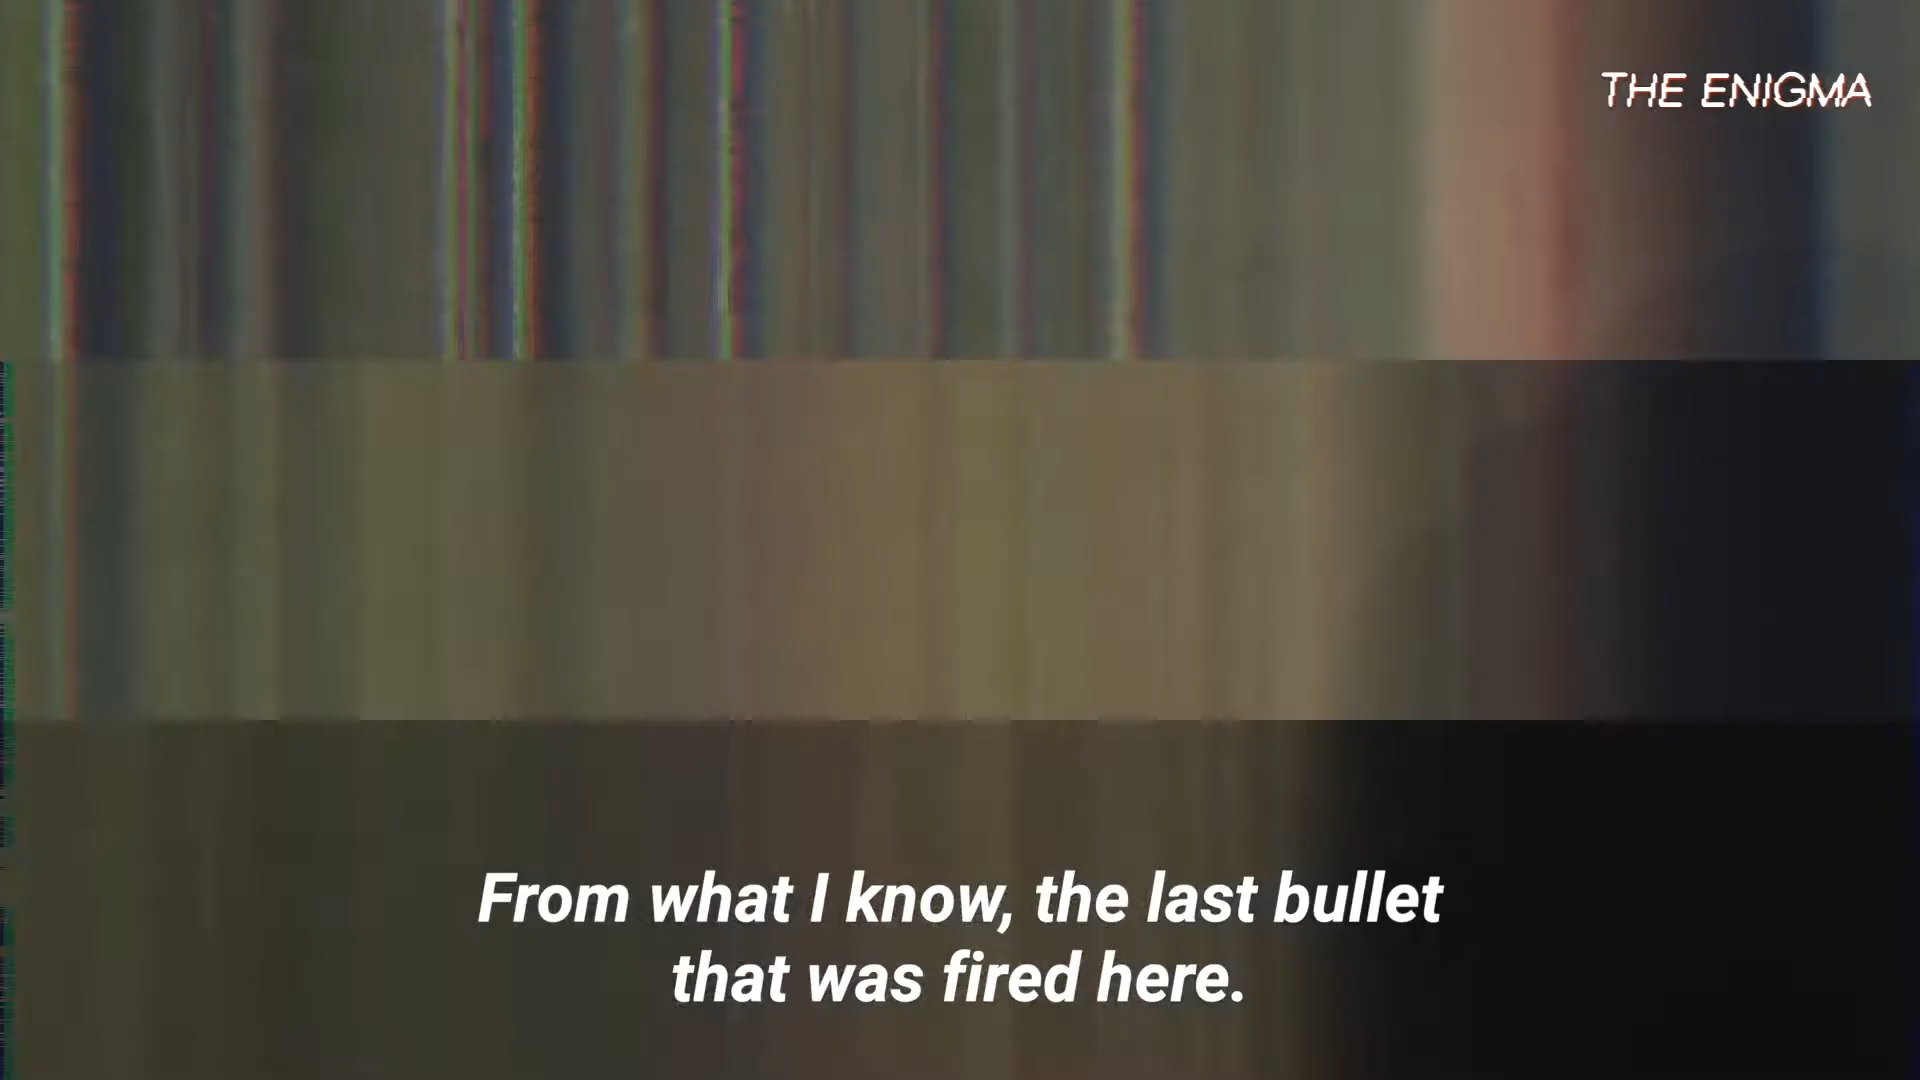 THE ENIGMA
From what I know, the last bullet
that was fired here.